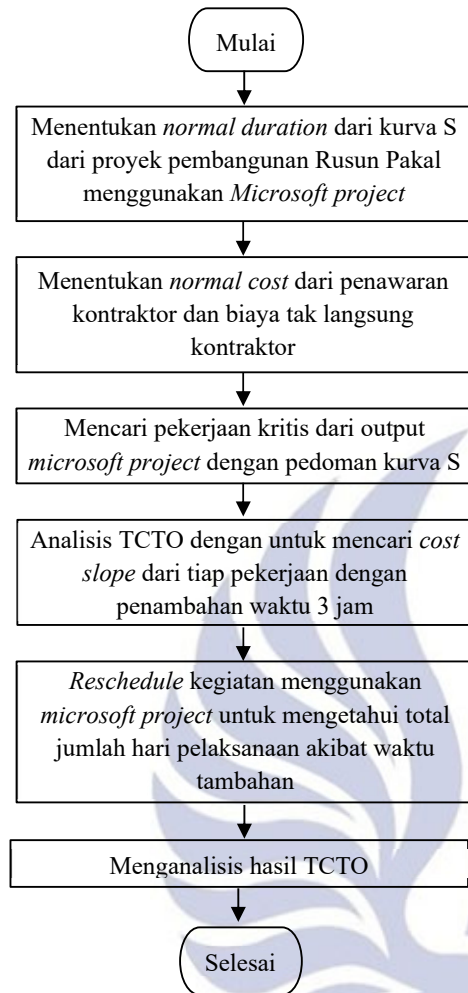 Mulai
Menentukan normal duration dari kurva S
dari proyek pembangunan Rusun Pakal
menggunakan Microsoft project
Menentukan normal cost dari penawaran
kontraktor dan biaya tak langsung
kontraktor
Mencari pekerjaan kritis dari output
microsoft project dengan pedoman kurva S
Analisis TCTO dengan untuk mencari cost
slope dari tiap pekerjaan dengan
penambahan waktu 3 jam
Reschedule kegiatan menggunakan
microsoft project untuk mengetahui total
jumlah hari pelaksanaan akibat waktu
tambahan
Menganalisis hasil TCTO
Selesai